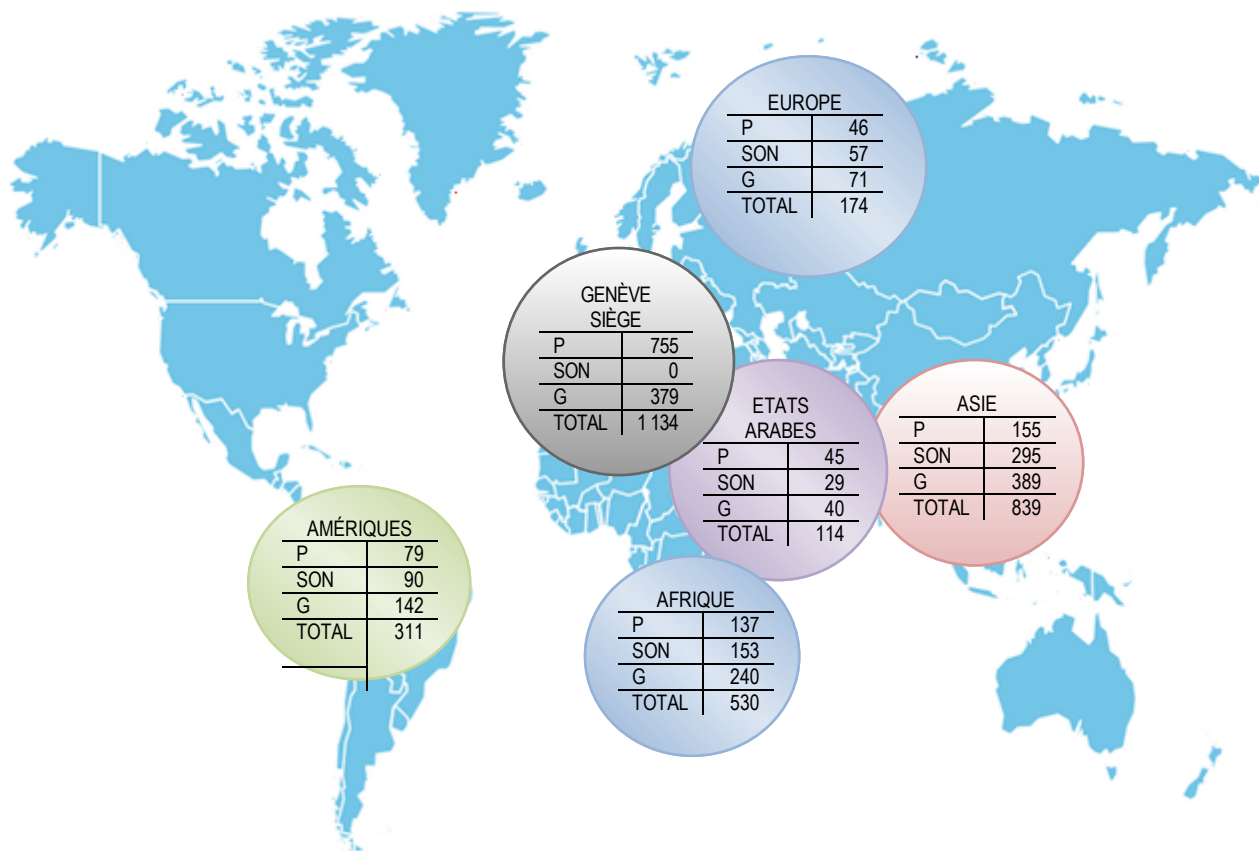 EUROPE
P 46
SON 57
G 71
TOTAL 174
GENÈVE
SIÈGE
P 755
SON 0
G 379
TOTAL 1 134
ETATS
ARABES
P 45
SON 29
G 40
TOTAL 114
ASIE
P 155
SON 295
G 389
TOTAL 839
AMÉRIQUES
P 79
SON 90
G 142
TOTAL 311
AFRIQUE
P 137
SON 153
G 240
TOTAL 530